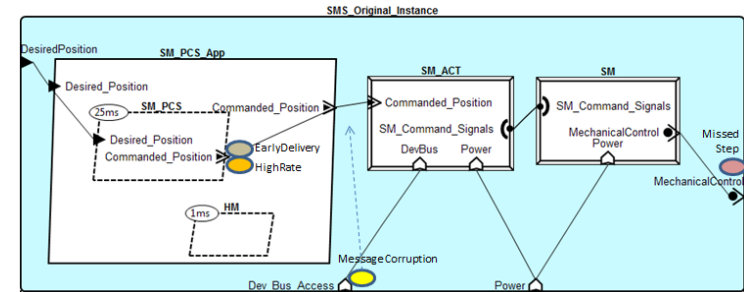 SMS_Original_Instance
DesiredPosition
SM_PCS_App
SM_ACT
SM
Desired_Position
25ms
SM_PCS
Commanded_Position
Commanded_Position
SM_Command_Signals
Desired_Position
EarlyDelivery
SM_Command_Signals
MechanicalControl
Missed
Step
Commanded_Position
HighRate
DevBus
Power
Power
MechanicalControl
1ms
HM
MessageCorruption
Dev_Bus_Access
Power